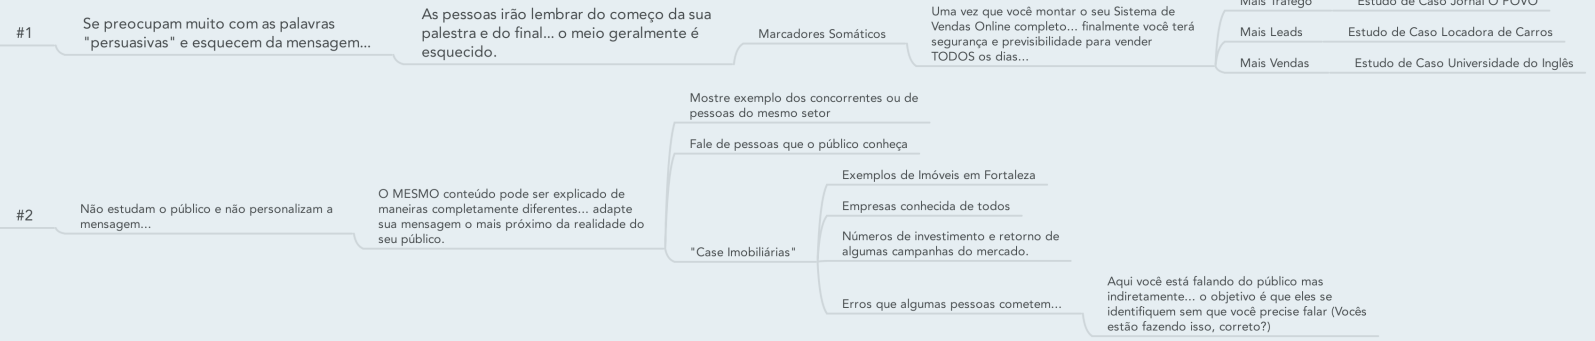 #1
Se preocupam muito com as palavras
"persuasivas" e esquecem da mensagem...
As pessoas irão lembrar do começo da sua
palestra e do final... o meio geralmente é
esquecido.
Marcadores Somáticos
Uma vez que você montar o seu Sistema de
Vendas Online completo... finalmente você terá
segurança e previsibilidade para vender
TODOS os dias...
Mais Tráfego
Estudo de Caso Jornal O POVO
Mais Leads
Estudo de Caso Locadora de Carros
Mais Vendas
Estudo de Caso Universidade do Inglês
#2
Não estudam o público e não personalizam a
mensagem...
O MESMO conteúdo pode ser explicado de
maneiras completamente diferentes... adapte
sua mensagem o mais próximo da realidade do
seu público.
Mostre exemplo dos concorrentes ou de
pessoas do mesmo setor
Fale de pessoas que o público conheça
"Case Imobiliárias"
Exemplos de Imóveis em Fortaleza
Empresas conhecida de todos
Números de investimento e retorno de
algumas campanhas do mercado.
Erros que algumas pessoas cometem...
Aqui você está falando do público mas
indiretamente... o objetivo é que eles se
identifiquem sem que você precise falar (Vocês
estão fazendo isso, correto?)